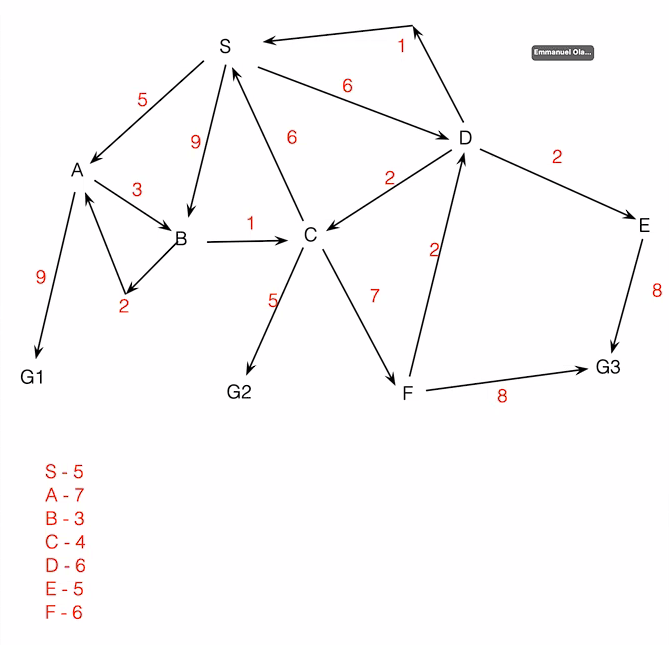 S
1
Emmanuel Ola...
5
6
9
6
D
A
3
2
2
B
1
C
E
9
2
5
7
2
8
G1
G2
F
8
G3
S - 5
A - 7
B - 3
C - 4
D - 6
E - 5
F - 6